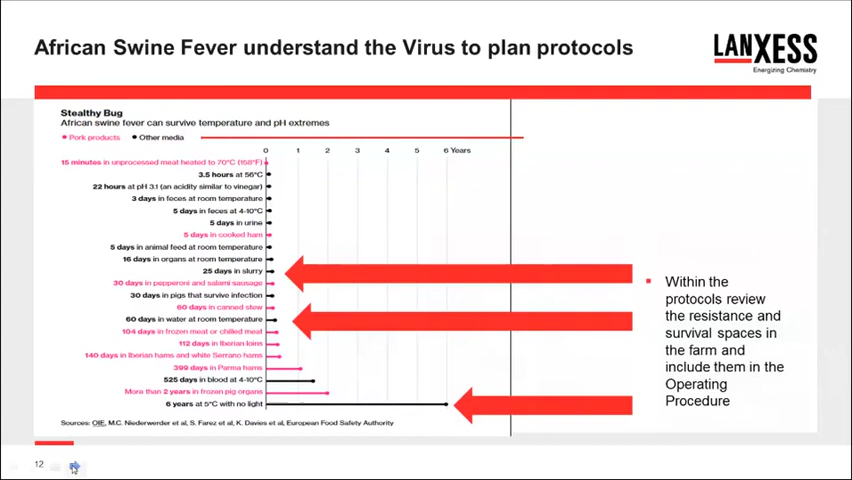 African Swine Fever understand the Virus to plan protocols
LANXESS
Energizing Chemistry
Stealthy Bug
African swine fever can survive temperature and pH extremes
Pork products Other media
0 1 2 3 4 5 6 Years
15 minutes in unprocessed meat heated to 70°C (158°F)
3.5 hours at 56°C
22 hours at pH 3.1 (an acidity similar to vinegar)
3 days in feces at room temperature
5 days in feces at 4-10°C
5 days in urine
5 days in cooked ham
5 days in animal feed at room temperature
16 days in organs at room temperature
25 days in slurry
30 days in pepperoni and salami sausage
30 days in pigs that survive infection
60 days in canned stew
60 days in water at room temperature
104 days in frozen meat or chilled meat
112 days in Iberian loins
140 days in Iberian hams and white Serrano hams
399 days in Parma hams
525 days in blood at 4-10°C
More than 2 years in frozen pig organs
6 years at 5°C with no light
Sources: OIE, M.C. Niederwerder et al, S. Farez et al, K. Davies et al, European Food Safety Authority
Within the
protocols review
the resistance and
survival spaces in
the farm and
include them in the
Operating
Procedure
12